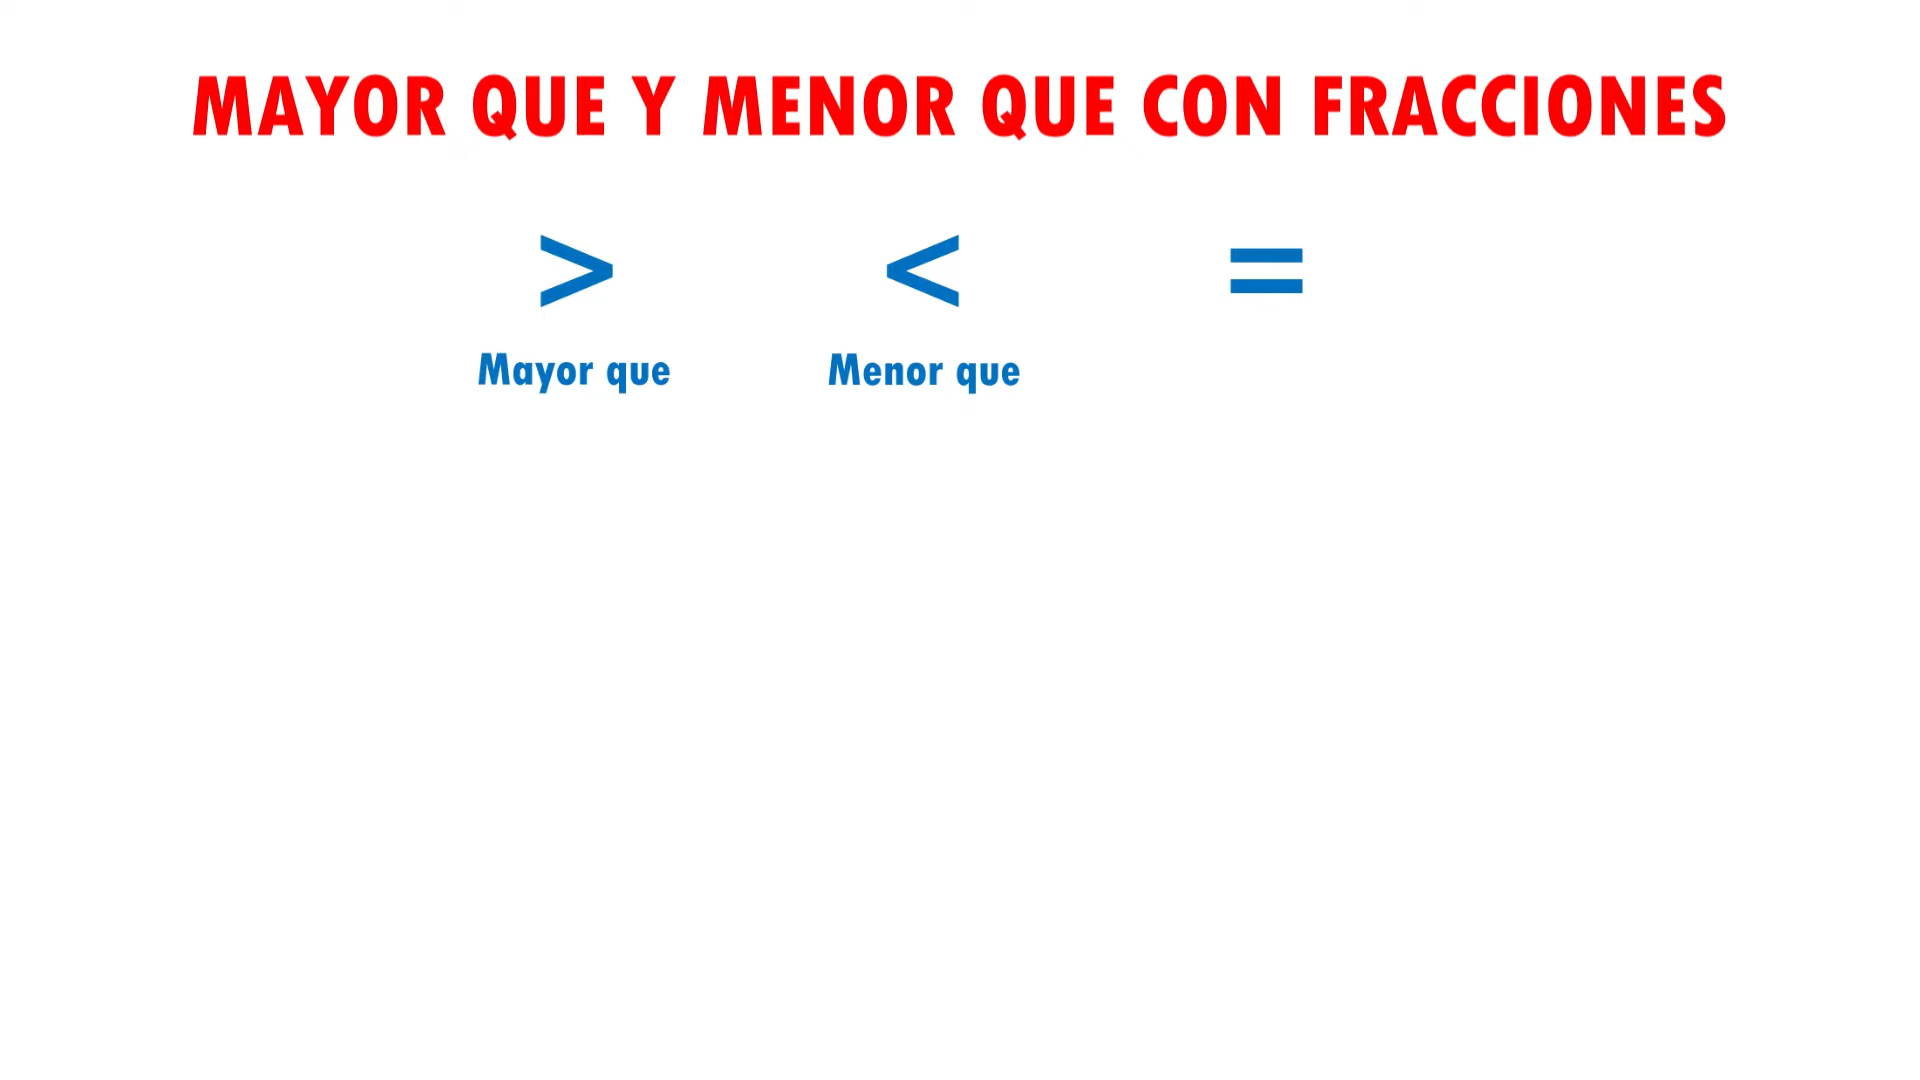 MAYOR QUE Y MENOR QUE CON FRACCIONES
> < =
Mayor que Menor que